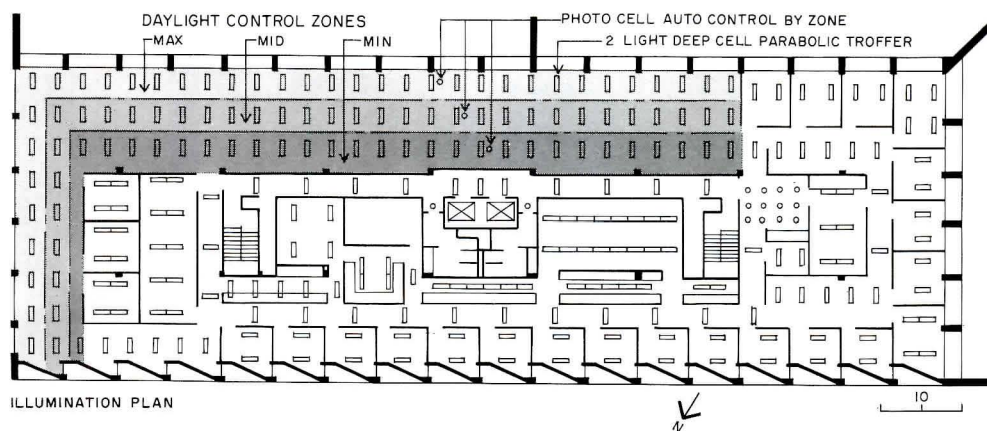 DAYLIGHT CONTROL ZONES
PHOTO CELL AUTO CONTROL BY ZONE
MAX
MID
MIN
2 LIGHT DEEP CELL PARABOLIC TROFFER
ILLUMINATION PLAN
N
10